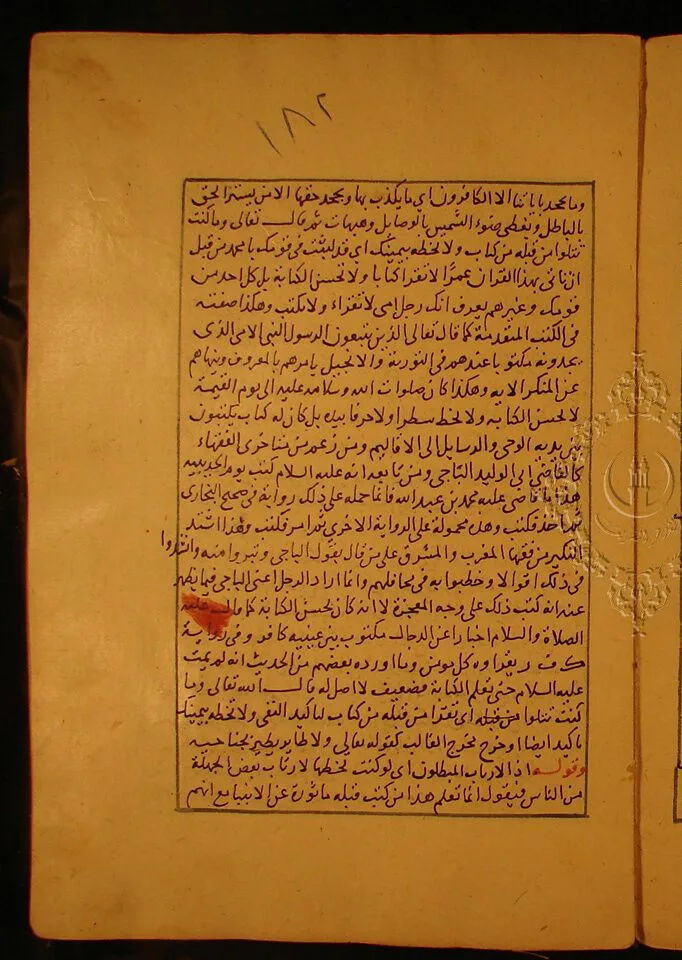 ١٨٢
وما يجحد باياتنا الا الكافرون اي ما يكذب بها ويجحد حقها الا من يستر الحق
بالباطل ويغطي ضوء الشمس بالوصايل وهيهات ثم قال تعالى وما كنت
تتلوا من قبله من كتاب ولا تخطه بيمينك اي قد لبثت في قومك يا محمد من قبل
ان تاتي بهذا القران عمرا لا تقرا كتابا ولا تحسن الكتابة بل كل احد من
قومك وغيرهم يعرف انك رجل امي لا تقراء ولا تكتب وهكذا صفته
في الكتب المتقدمة كما قال تعالى الذين يتبعون الرسول النبي الامي الذي
يجدونه مكتوبا عندهم في التورية والانجيل يامرهم بالمعروف وينهاهم
عن المنكر الايه وهكذا كان صلوات الله وسلامه عليه الى يوم القيمة
لا يحسن الكتابه ولا يخط سطرا ولا حرفا بيده بل كان له كتاب يكتبون
بين يديه الوحي والرسايل الى الاقاليم ومن زعم من متاخري الفقهاء
كالقاضي ابي الوليد الباجي ومن تابعه انه عليه السلام كتب يوم الحديبيه
هذا ما قاضى عليه محمد بن عبد الله فانما حمله على ذلك رواية في صحيح البخاري
ثم اخذ فكتب وهذه محمولة على الرواية الاخري ثم امر فكتب ولهذا اشتد
النكير من فقها المغرب والمشرق على من قال بقول الباجي وتبروا منه وانشدوا
في ذلك اقوالا وخطبوا به في محافلهم وانما اراد الرجل اعني الباجي فيما يظهر
عنه انه كتب ذلك على وجه المعجزة لا انه كان يحسن الكتابة كما قال عليه
الصلاة والسلام اخبارا عن الدجال مكتوب بين عينيه كافر وفي رواية
ك ف ر يقراوه كل مومن وما اورده بعضهم من الحديث انه لم يمت
عليه السلام حتى تعلم الكتابة فضعيف لا اصل له قال الله تعالى وما
كنت تتلوا من قبله اي تقرا من قبله من كتاب لتاكيد النفي ولا تخطه بيمينك
تاكيد ايضا وخرج مخرج الغالب كقوله تعالى ولا طاير يطير بجناحيه
وقوله اذا لارتاب المبطلون اي لو كنت تحسنها لارتاب بعض الجهلة
من الناس فيقول انما تعلم هذا من كتب قبله ماثورة عن الانبيا مع انهم